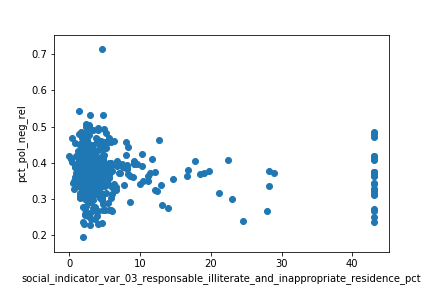 0.7
0.6
0.5
0.4
0.3
0.2
pct_pol_neg_rel
0 10 20 30 40
social_indicator_var_03_responsable_illiterate_and_inappropriate_residence_pct